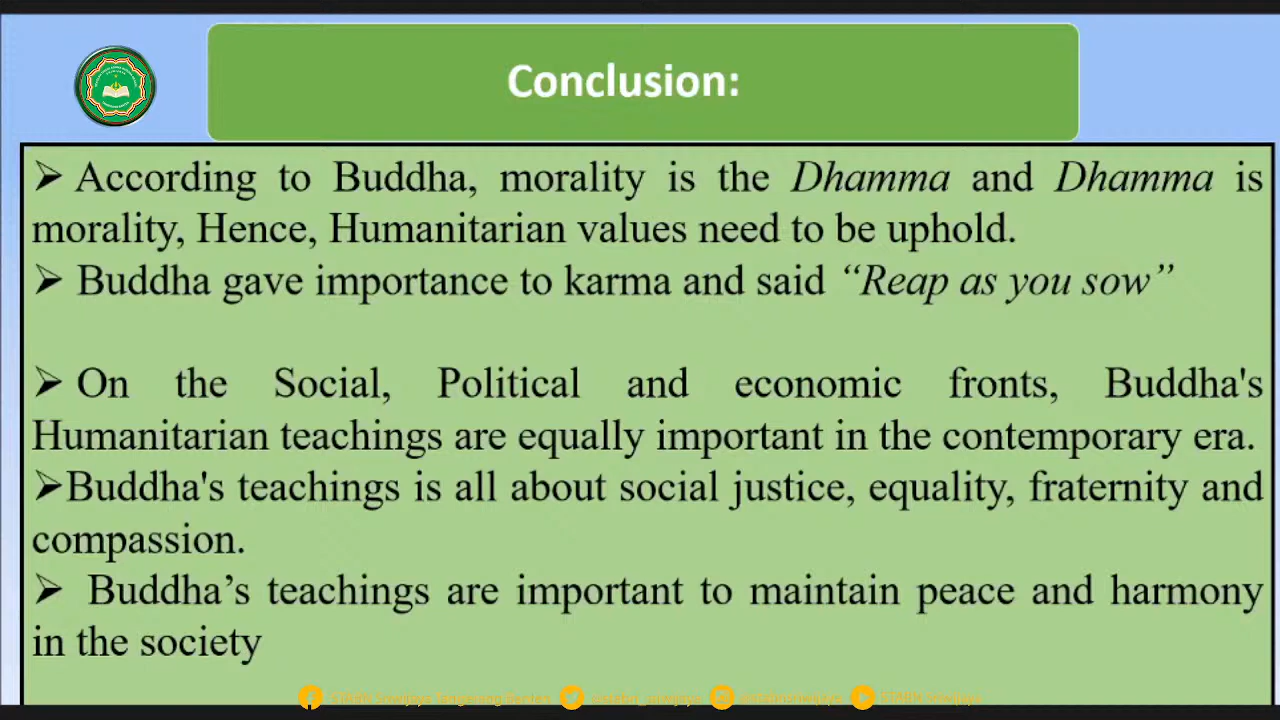 Conclusion:
➢ According to Buddha, morality is the Dhamma and Dhamma is
morality, Hence, Humanitarian values need to be uphold.
➢ Buddha gave importance to karma and said “Reap as you sow”
➢ On the Social, Political and economic fronts, Buddha's
Humanitarian teachings are equally important in the contemporary era.
➢Buddha's teachings is all about social justice, equality, fraternity and
compassion.
➢ Buddha’s teachings are important to maintain peace and harmony
in the society